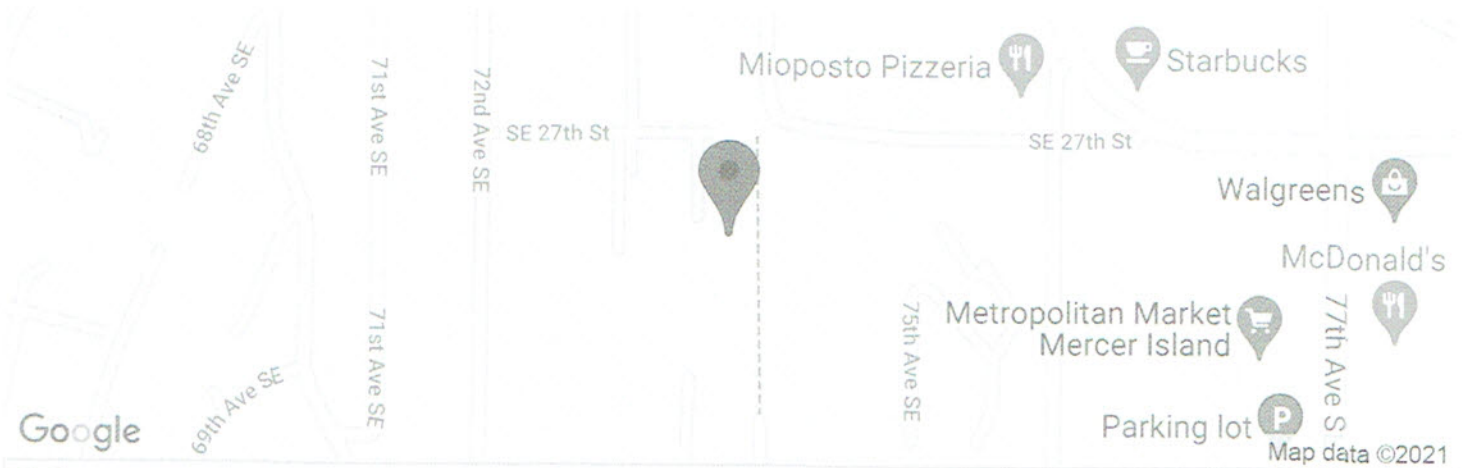 Mioposto Pizzeria
Starbucks
68th Ave SE
71st Ave SE
72nd Ave SE
SE 27th St
SE 27th St
Walgreens
McDonald's
Metropolitan Market
Mercer Island
75th Ave SE
77th Ave S
71st Ave SE
69th Ave SE
Parking lot
P
Google
Map data ©2021